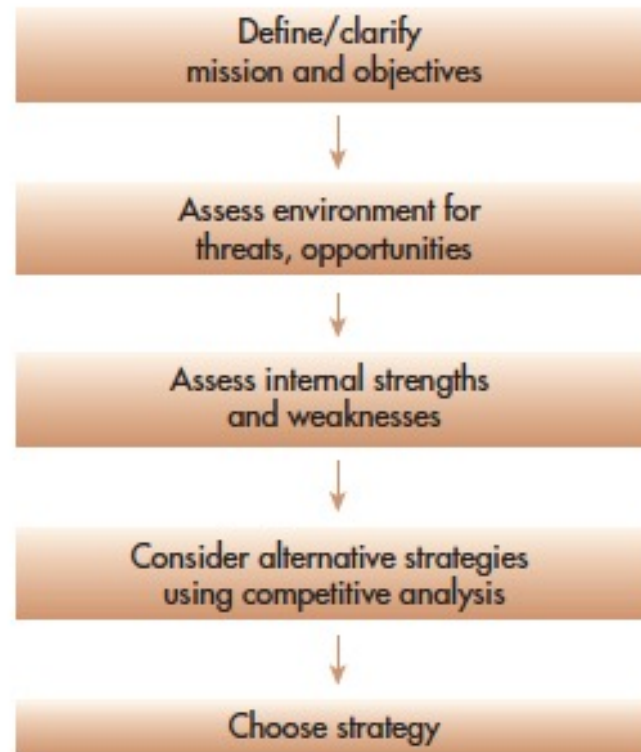 Define/clarify
mission and objectives
Assess environment for
threats, opportunities
Assess internal strengths
and weaknesses
Consider alternative strategies
using competitive analysis
Choose strategy